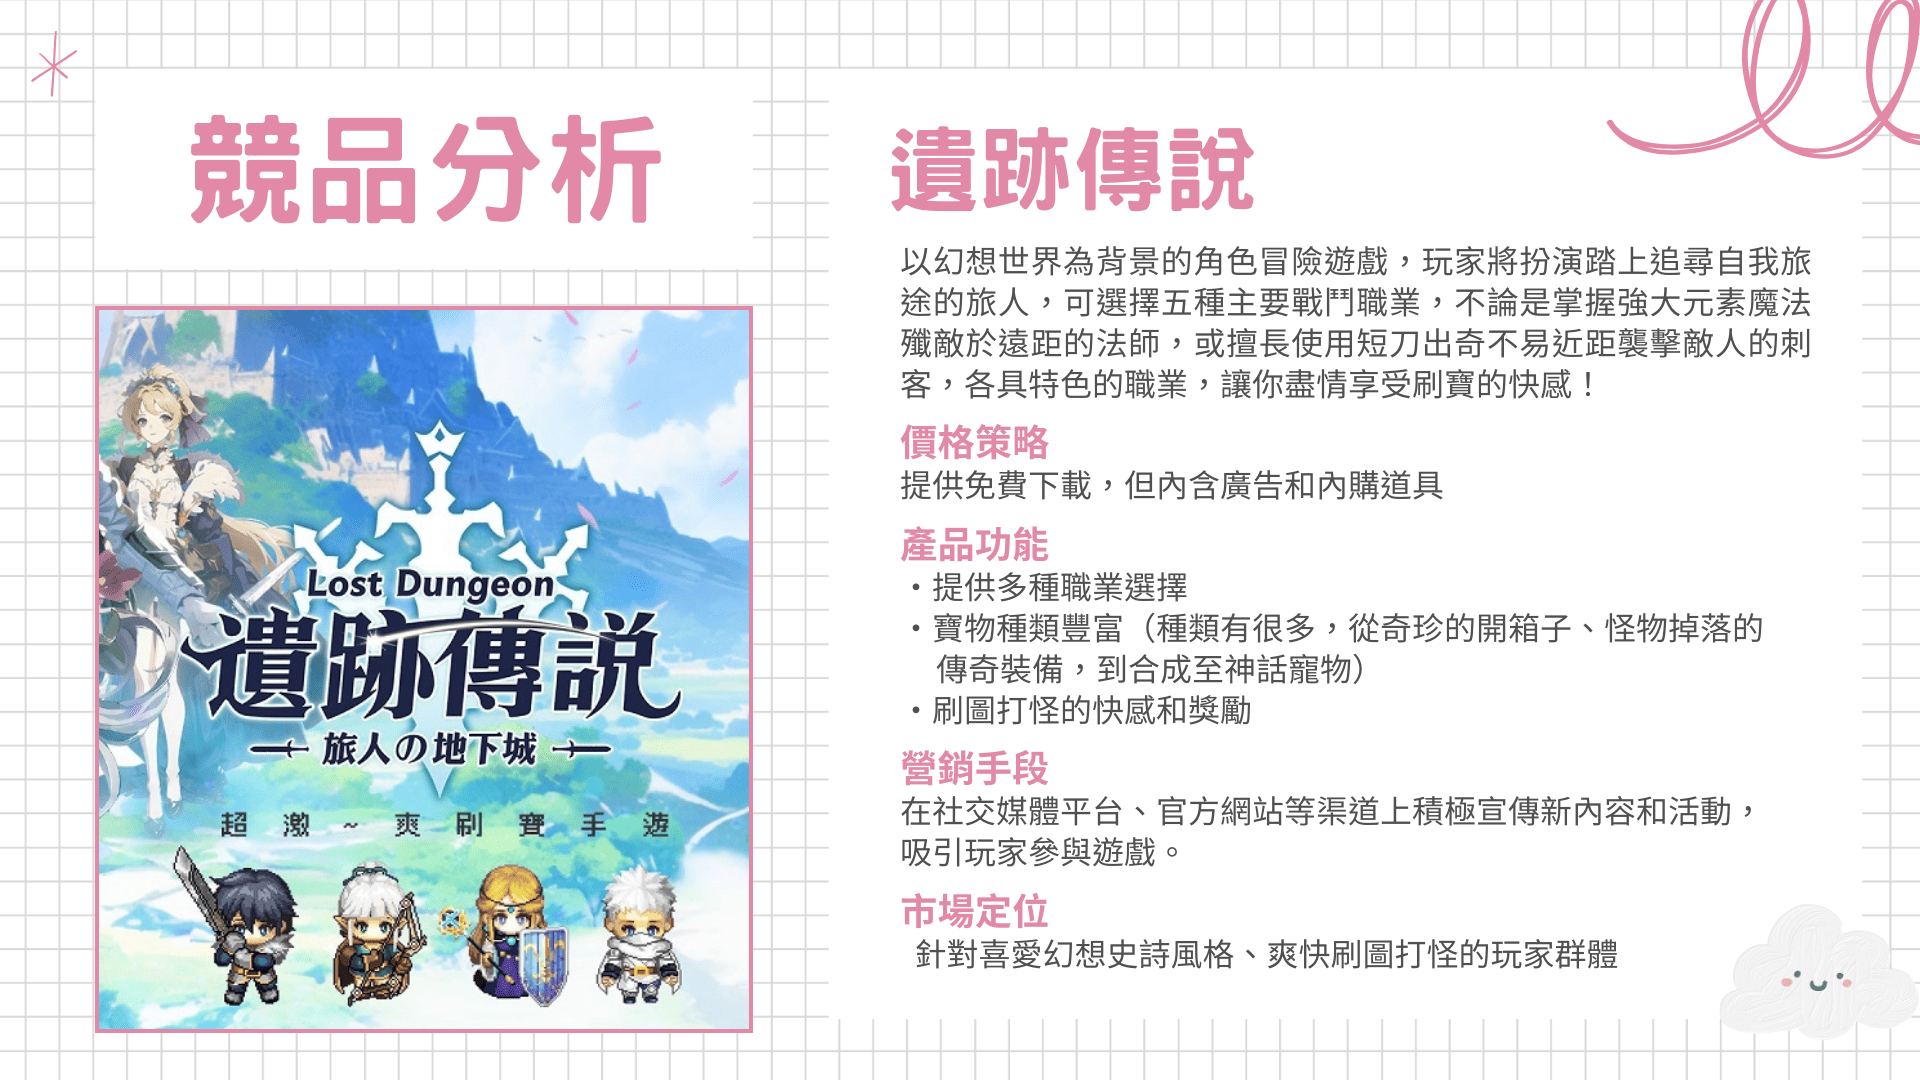 競品分析
Lost Dungeon
遺跡傳説
旅人の地下城
超激~爽刷寶手遊
遺跡傳說
以幻想世界為背景的角色冒險遊戲，玩家將扮演踏上追尋自我旅
途的旅人，可選擇五種主要戰鬥職業，不論是掌握強大元素魔法
殲敵於遠距的法師，或擅長使用短刀出奇不易近距襲擊敵人的刺
客，各具特色的職業，讓你盡情享受刷寶的快感！
價格策略
提供免費下載，但內含廣告和內購道具
產品功能
・提供多種職業選擇
・寶物種類豐富（種類有很多，從奇珍的開箱子、怪物掉落的
傳奇裝備，到合成至神話寵物）
・刷圖打怪的快感和獎勵
營銷手段
在社交媒體平台、官方網站等渠道上積極宣傳新內容和活動，
吸引玩家參與遊戲。
市場定位
針對喜愛幻想史詩風格、爽快刷圖打怪的玩家群體